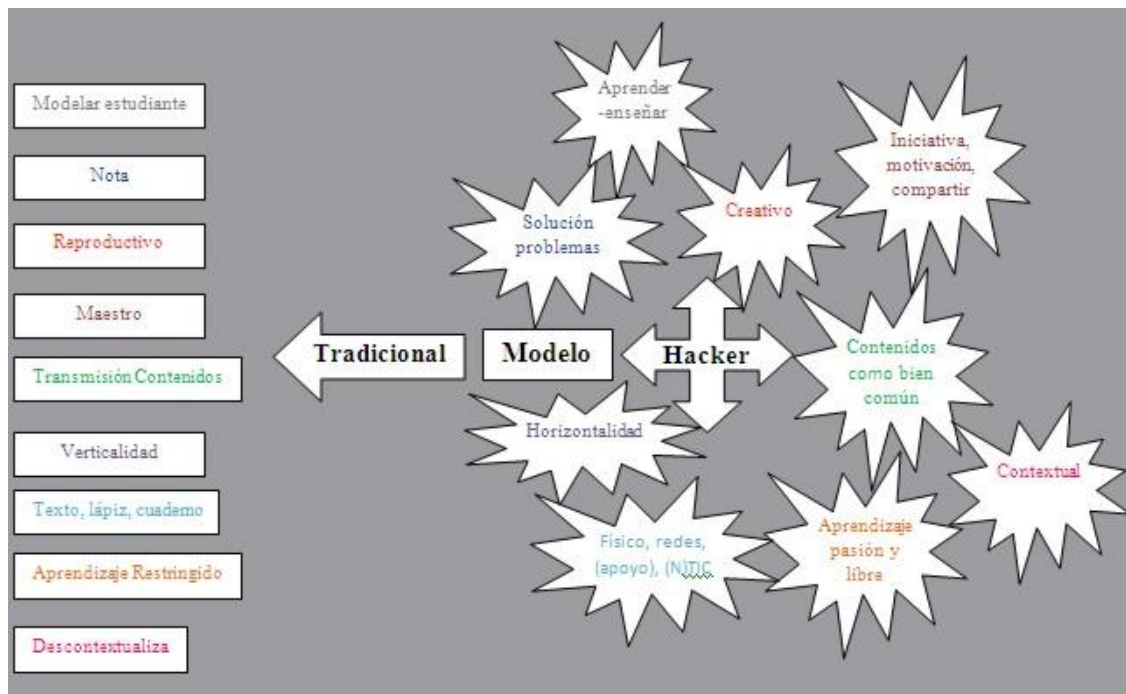 Modelar estudiante
Nota
Reproductivo
Maestro
Transmisión Contenidos
Verticalidad
Texto, lápiz, cuaderno
Aprendizaje Restringido
Descontextualiza
Tradicional
Modelo
Hacker
Aprender
-enseñar
Solución
problemas
Creativo
Iniciativa,
motivación,
compartir
Contenidos
como bien
común
Horizontalidad
Contextual
Físico, redes,
(apoyo), (N)TIC
Aprendizaje
pasión y
libre